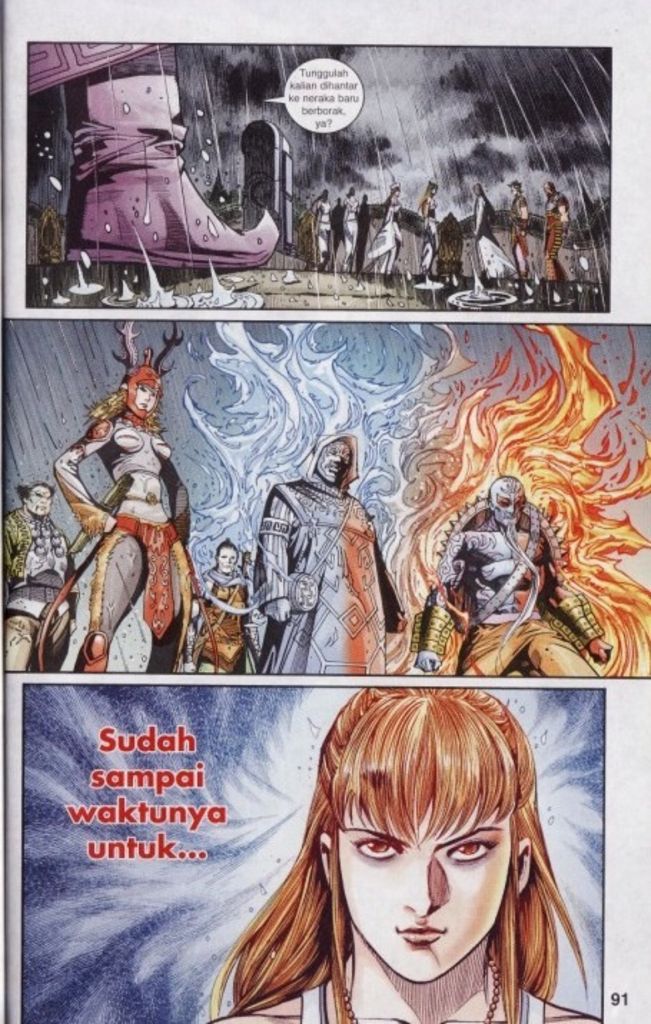 Tunggulah
kalian dihantar
ke neraka baru
berborak,
ya?
Sudah
sampai
waktunya
untuk...
91